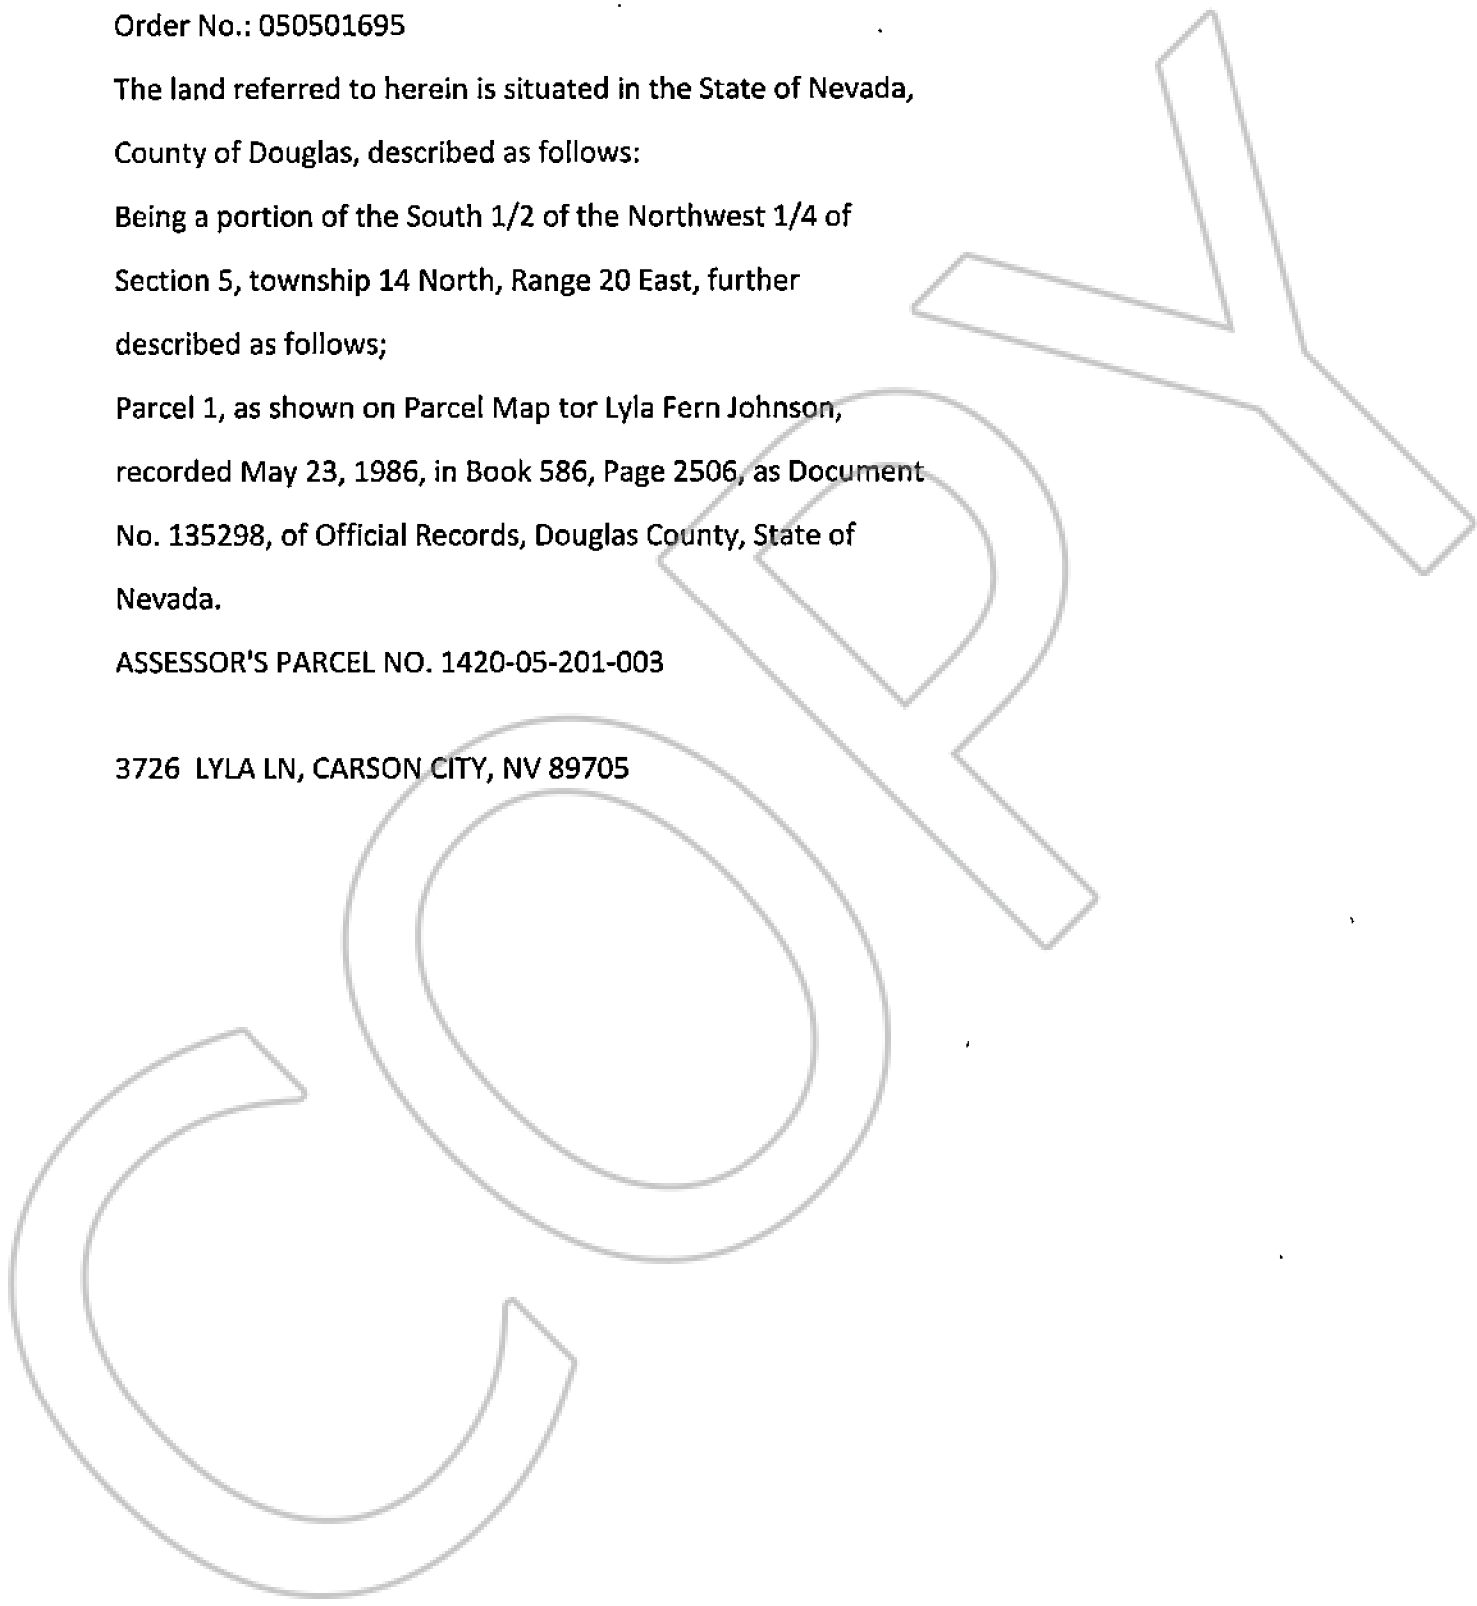 Order No.: 050501695
The land referred to herein is situated in the State of Nevada,
County of Douglas, described as follows:
Being a portion of the South 1/2 of the Northwest 1/4 of
Section 5, township 14 North, Range 20 East, further
described as follows;
Parcel 1, as shown on Parcel Map tor Lyla Fern Johnson,
recorded May 23, 1986, in Book 586, Page 2506, as Document
No. 135298, of Official Records, Douglas County, State of
Nevada.
ASSESSOR'S PARCEL NO. 1420-05-201-003
3726 LYLA LN, CARSON CITY, NV 89705
COPY